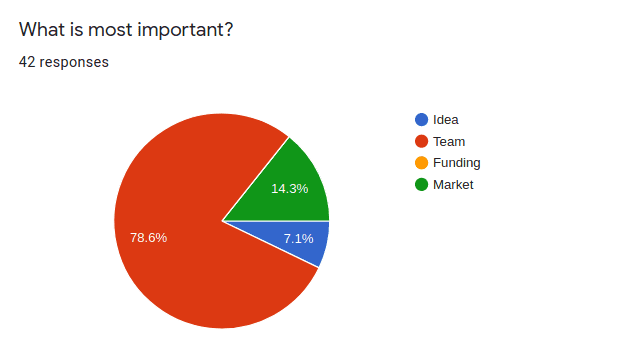 What is most important?
42 responses
Idea
Team
Funding
Market
14.3%
78.6%
7.1%